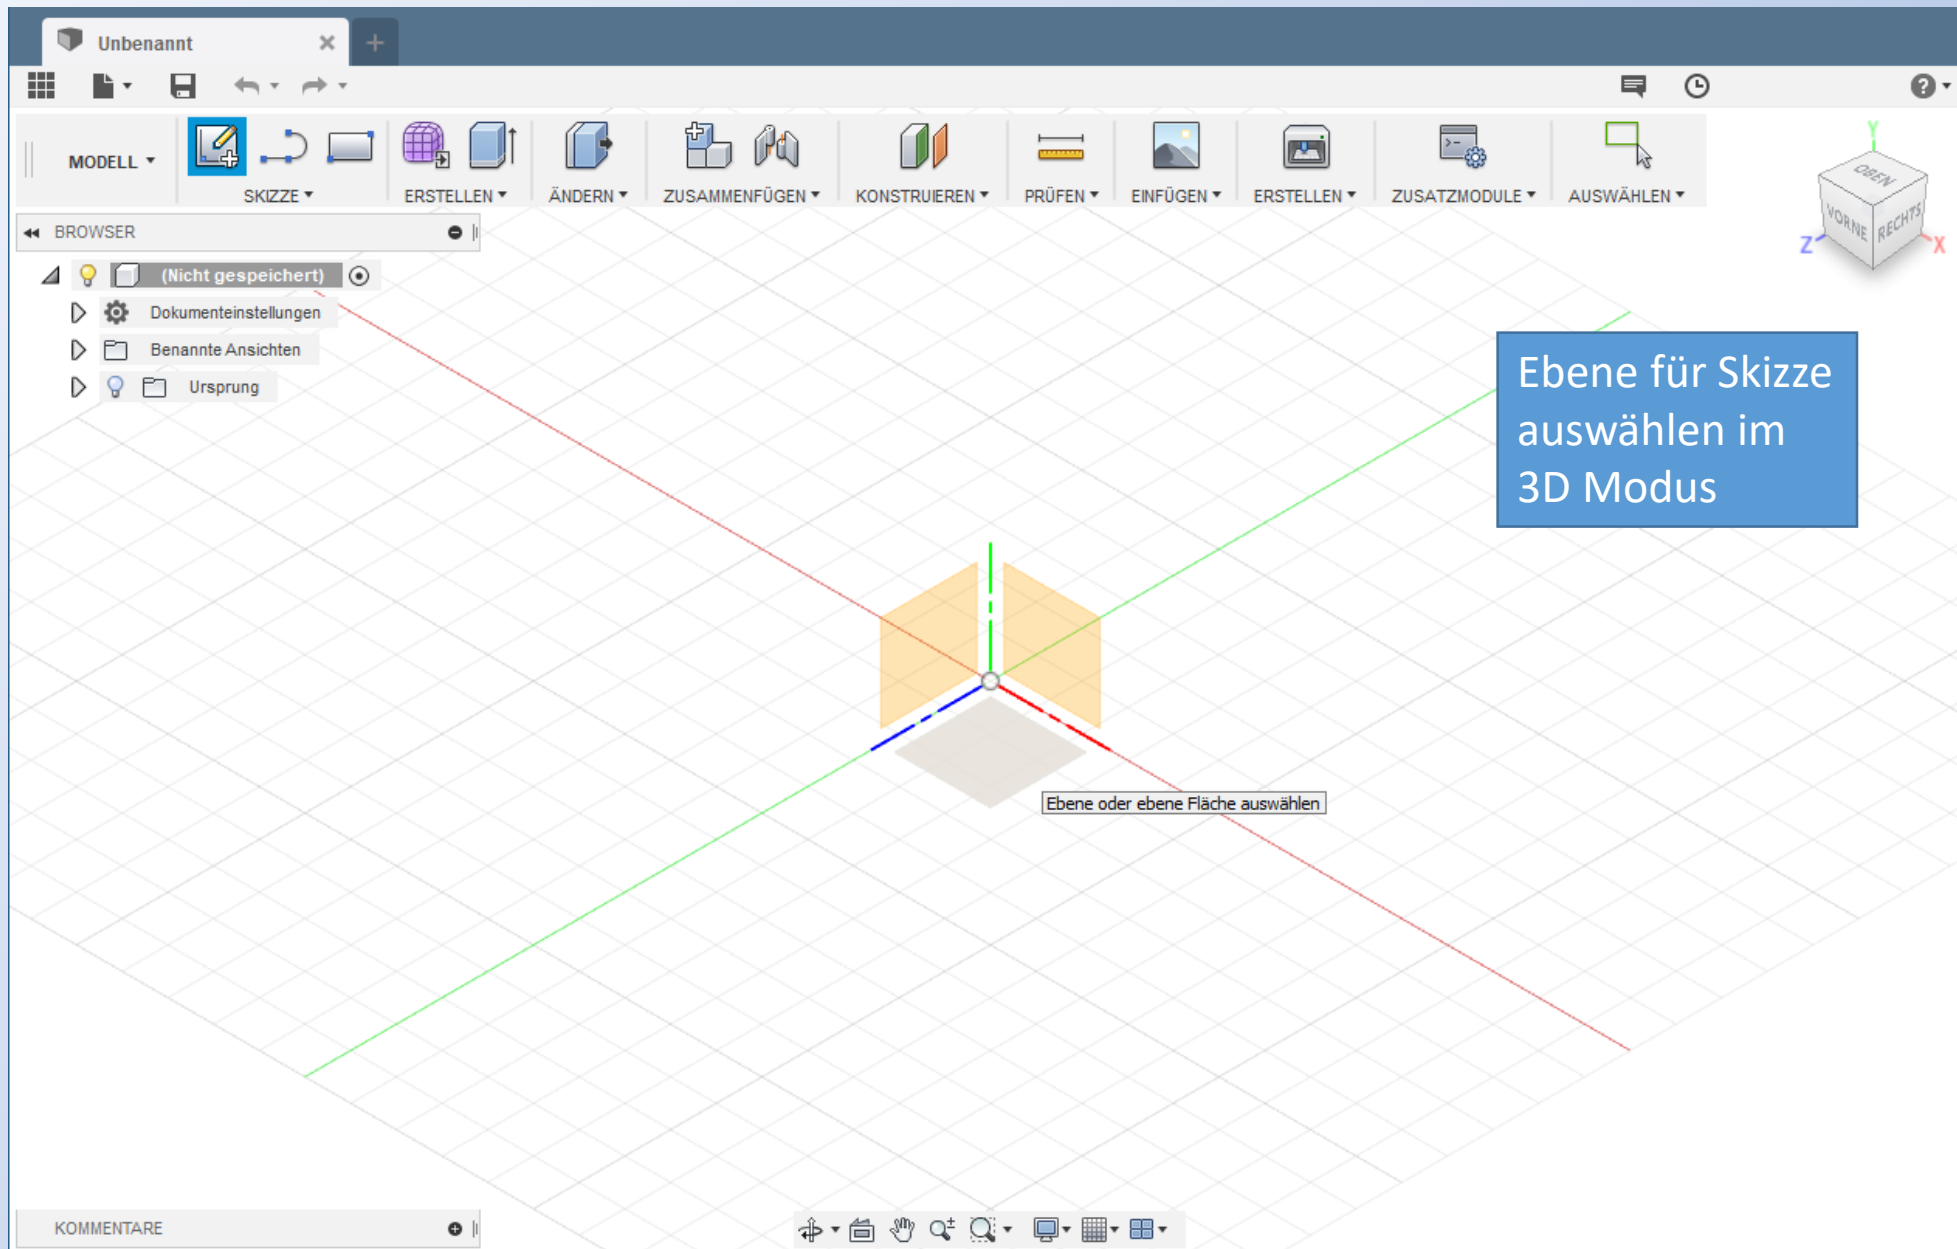 Unbenannt
MODELL
SKIZZE
ERSTELLEN
ÄNDERN
ZUSAMMENFÜGEN
KONSTRUIEREN
PRÜFEN
EINFÜGEN
ERSTELLEN
ZUSATZMODULE
AUSWÄHLEN
Y
OBEN
VORNE
RECHTS
Z
X
BROWSER
(Nicht gespeichert)
Dokumenteinstellungen
Benannte Ansichten
Ursprung
Ebene für Skizze
auswählen im
3D Modus
Ebene oder ebene Fläche auswählen
KOMMENTARE